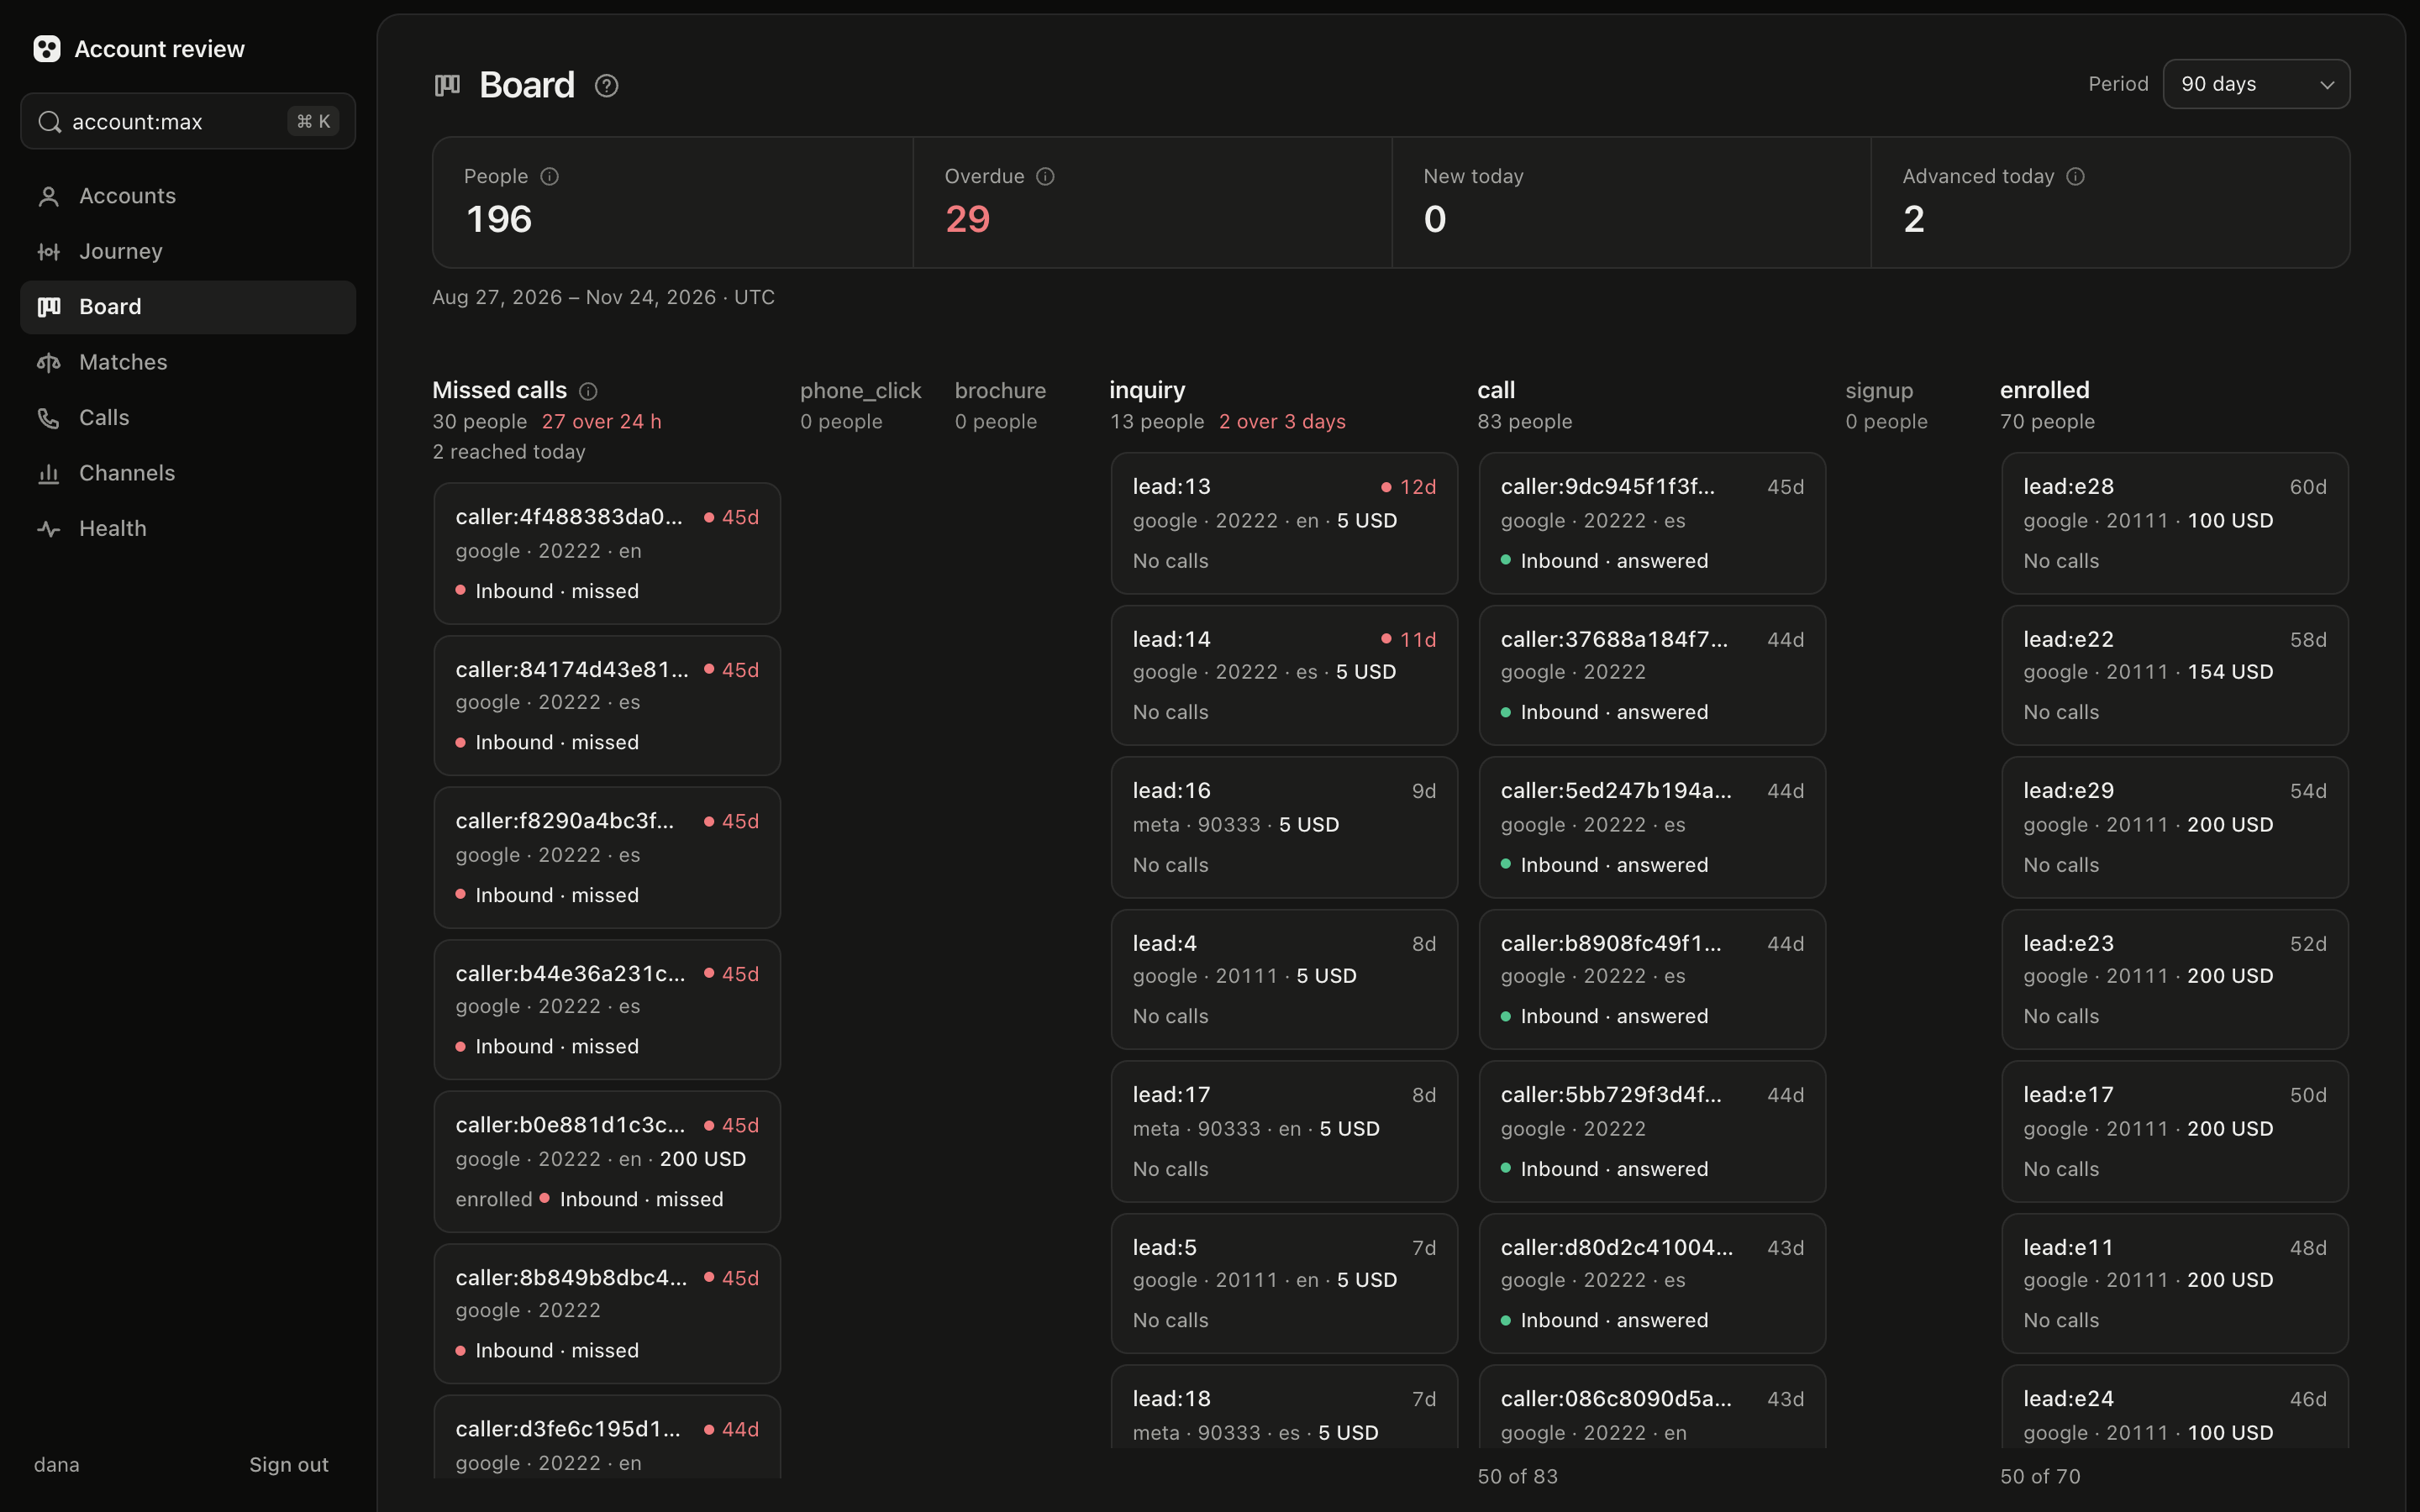 Account review
account:max ⌘ K
Accounts
Journey
Board
Matches
Calls
Channels
Health
dana Sign out
Board
Period 90 days
People
196
Overdue
29
New today
0
Advanced today
2
Aug 27, 2026 – Nov 24, 2026 · UTC
Missed calls
30 people 27 over 24 h
2 reached today
caller:4f488383da0... 45d
google · 20222 · en
Inbound · missed
caller:84174d43e81... 45d
google · 20222 · es
Inbound · missed
caller:f8290a4bc3f... 45d
google · 20222 · es
Inbound · missed
caller:b44e36a231c... 45d
google · 20222 · es
Inbound · missed
caller:b0e881d1c3c... 45d
google · 20222 · en · 200 USD
enrolled Inbound · missed
caller:8b849b8dbc4... 45d
google · 20222
Inbound · missed
caller:d3fe6c195d1... 44d
google · 20222 · en
phone_click
0 people
brochure
0 people
inquiry
13 people 2 over 3 days
lead:13 12d
google · 20222 · en · 5 USD
No calls
lead:14 11d
google · 20222 · es · 5 USD
No calls
lead:16 9d
meta · 90333 · 5 USD
No calls
lead:4 8d
google · 20111 · 5 USD
No calls
lead:17 8d
meta · 90333 · en · 5 USD
No calls
lead:5 7d
google · 20111 · en · 5 USD
No calls
lead:18 7d
meta · 90333 · es · 5 USD
call
83 people
caller:9dc945f1f3f... 45d
google · 20222 · es
Inbound · answered
caller:37688a184f7... 44d
google · 20222
Inbound · answered
caller:5ed247b194a... 44d
google · 20222 · es
Inbound · answered
caller:b8908fc49f1... 44d
google · 20222 · es
Inbound · answered
caller:5bb729f3d4f... 44d
google · 20222
Inbound · answered
caller:d80d2c41004... 43d
google · 20222 · es
Inbound · answered
caller:086c8090d5a... 43d
google · 20222 · en
50 of 83
signup
0 people
enrolled
70 people
lead:e28 60d
google · 20111 · 100 USD
No calls
lead:e22 58d
google · 20111 · 154 USD
No calls
lead:e29 54d
google · 20111 · 200 USD
No calls
lead:e23 52d
google · 20111 · 200 USD
No calls
lead:e17 50d
google · 20111 · 200 USD
No calls
lead:e11 48d
google · 20111 · 200 USD
No calls
lead:e24 46d
google · 20111 · 100 USD
50 of 70